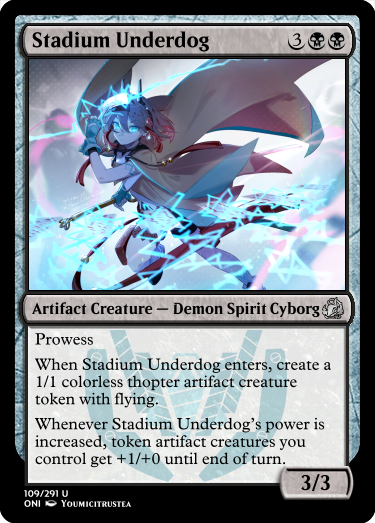 Stadium Underdog 3
Artifact Creature — Demon Spirit Cyborg
Prowess
When Stadium Underdog enters, create a
1/1 colorless thopter artifact creature
token with flying.
Whenever Stadium Underdog's power is
increased, token artifact creatures you
control get +1/+0 until end of turn.
3/3
109/291 U
ONI Youmicitrustea